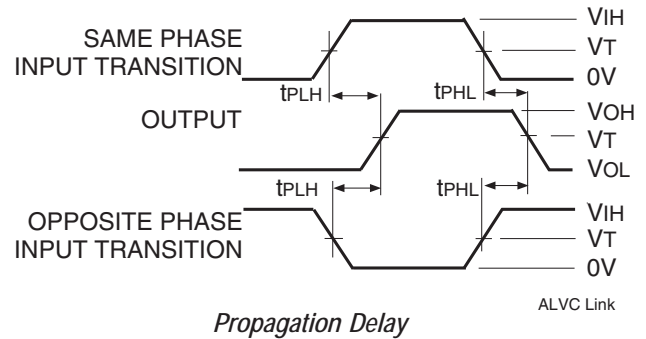 SAME PHASE
INPUT TRANSITION
VIH
VT
0V
tPLH
tPHL
OUTPUT
VOH
VT
VOL
tPLH
tPHL
OPPOSITE PHASE
INPUT TRANSITION
VIH
VT
0V
ALVC Link
Propagation Delay